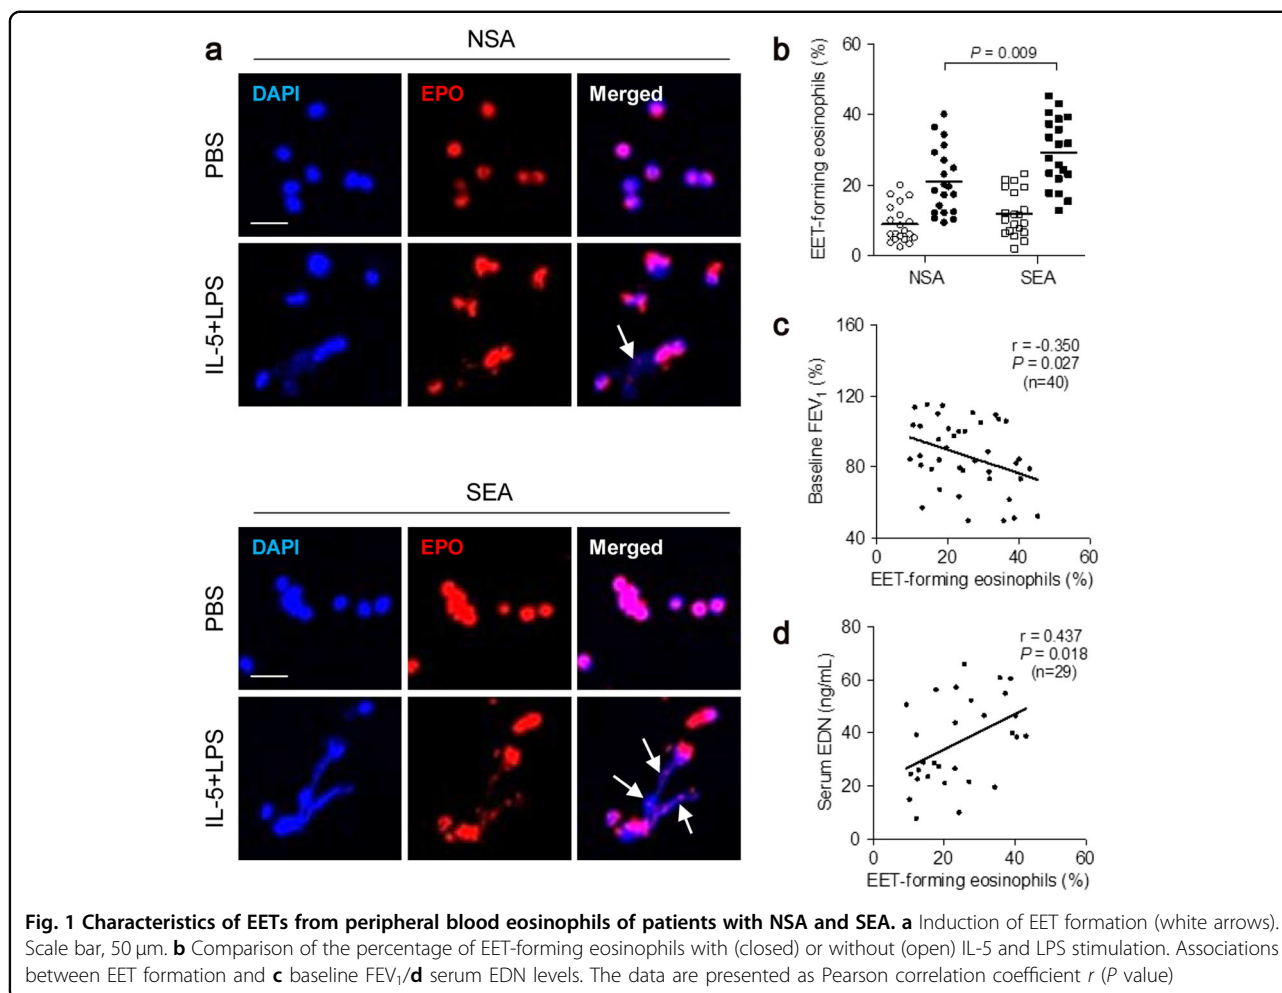 a
NSA
DAPI
EPO
Merged
PBS
IL-5+LPS
SEA
DAPI
EPO
Merged
PBS
IL-5+LPS
b
EET-forming eosinophils (%)
60
40
20
0
P = 0.009
NSA
SEA
c
Baseline FEV₁ (%)
160
120
80
40
r = -0.350
P = 0.027
(n=40)
0
20
40
60
EET-forming eosinophils (%)
d
Serum EDN (ng/mL)
80
60
40
20
0
r = 0.437
P = 0.018
(n=29)
0
20
40
60
EET-forming eosinophils (%)
Fig. 1 Characteristics of EETs from peripheral blood eosinophils of patients with NSA and SEA. a Induction of EET formation (white arrows).
Scale bar, 50 µm. b Comparison of the percentage of EET-forming eosinophils with (closed) or without (open) IL-5 and LPS stimulation. Associations
between EET formation and c baseline FEV₁/d serum EDN levels. The data are presented as Pearson correlation coefficient r (P value)